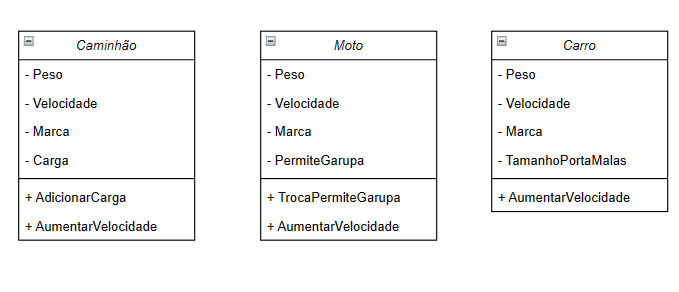 Caminhão
- Peso
- Velocidade
- Marca
- Carga
+ AdicionarCarga
+ AumentarVelocidade
Moto
- Peso
- Velocidade
- Marca
- PermiteGarupa
+ TrocaPermiteGarupa
+ AumentarVelocidade
Carro
- Peso
- Velocidade
- Marca
- TamanhoPortaMalas
+ AumentarVelocidade